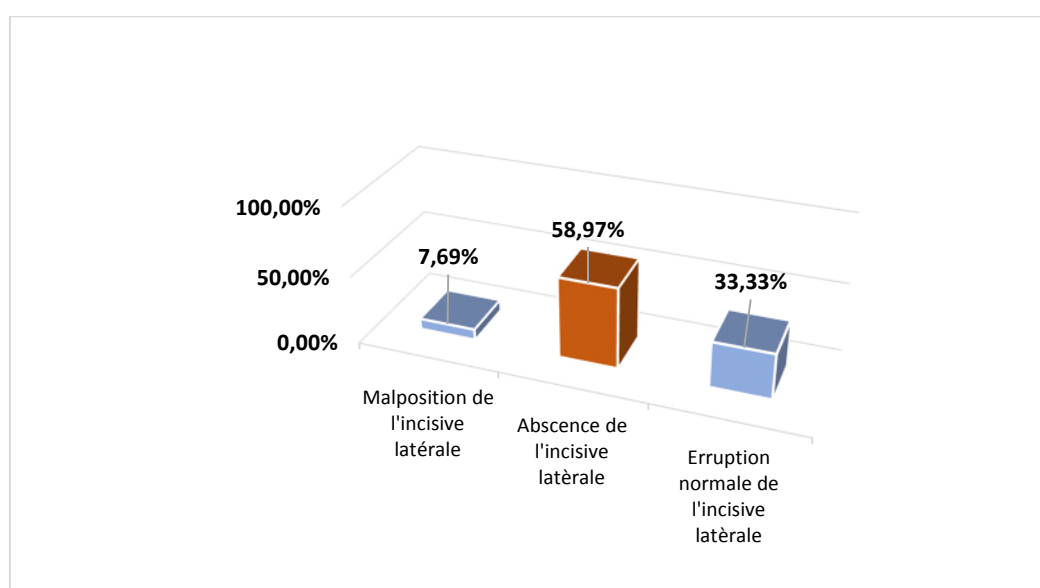 100,00%
50,00%
0,00%
7,69%
58,97%
33,33%
Malposition de
l'incisive
latérale
Abscence de
l'incisive
latèrale
Erruption
normale de
l'incisive
latèrale